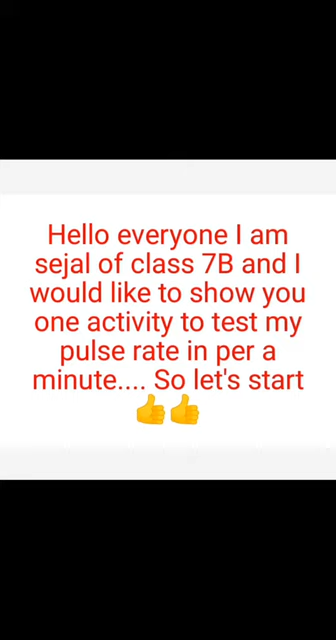 Hello everyone I am
sejal of class 7B and I
would like to show you
one activity to test my
pulse rate in per a
minute.... So let's start
👍👍